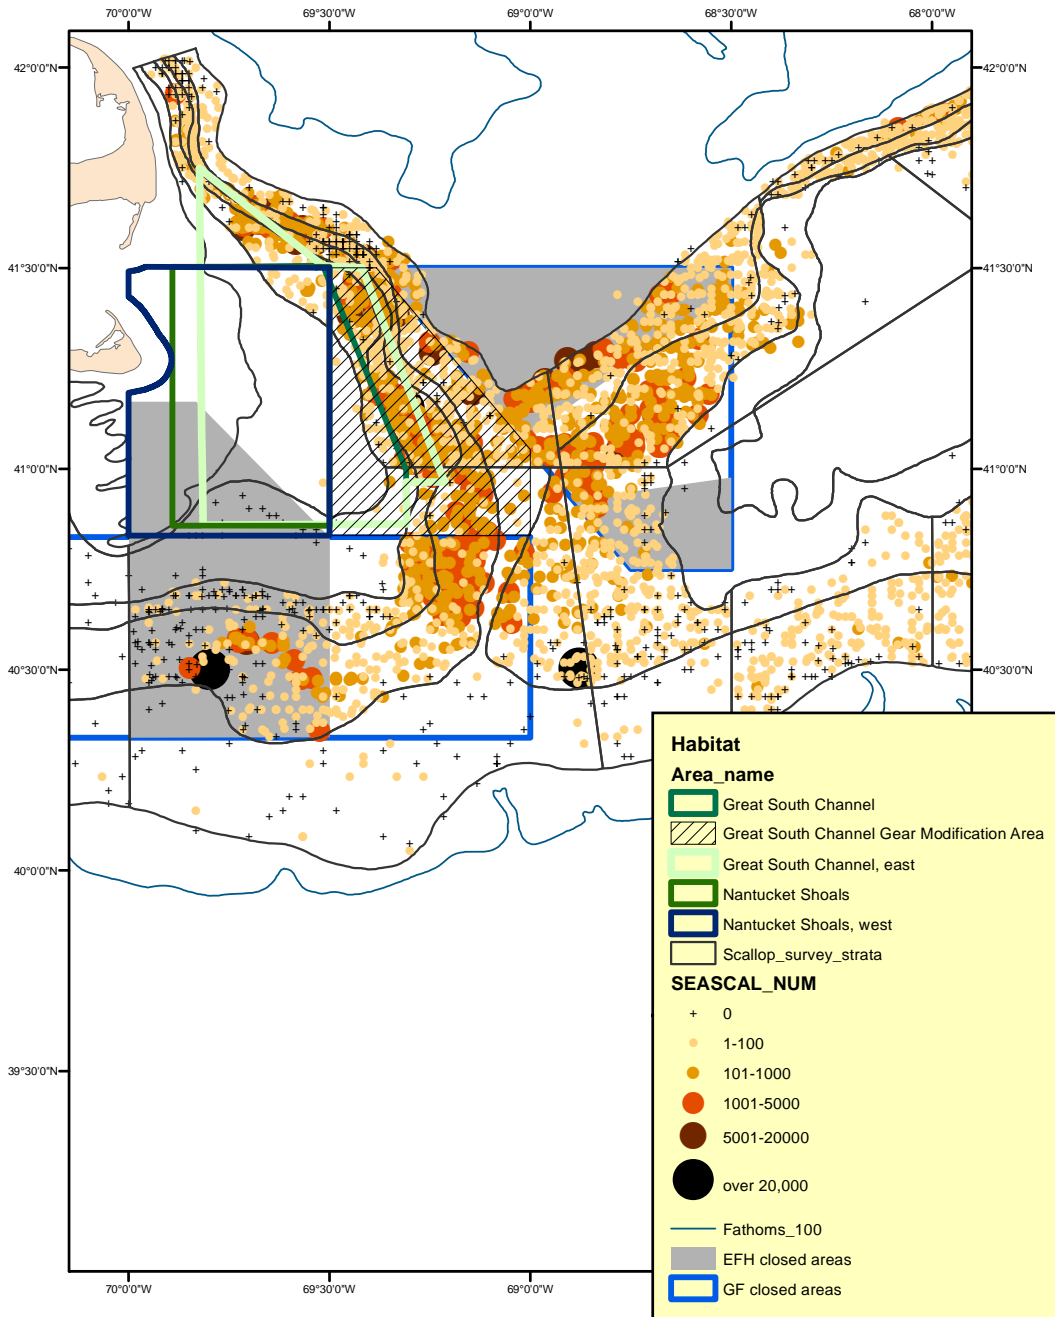 70°0'0"W 69°30'0"W 69°0'0"W 68°30'0"W 68°0'0"W
42°0'0"N 42°0'0"N
41°30'0"N 41°30'0"N
41°0'0"N 41°0'0"N
40°30'0"N 40°30'0"N
40°0'0"N
39°30'0"N
70°0'0"W 69°30'0"W 69°0'0"W
Habitat
Area_name
Great South Channel
Great South Channel Gear Modification Area
Great South Channel, east
Nantucket Shoals
Nantucket Shoals, west
Scallop_survey_strata
SEASCAL_NUM
0
1-100
101-1000
1001-5000
5001-20000
over 20,000
Fathoms_100
EFH closed areas
GF closed areas